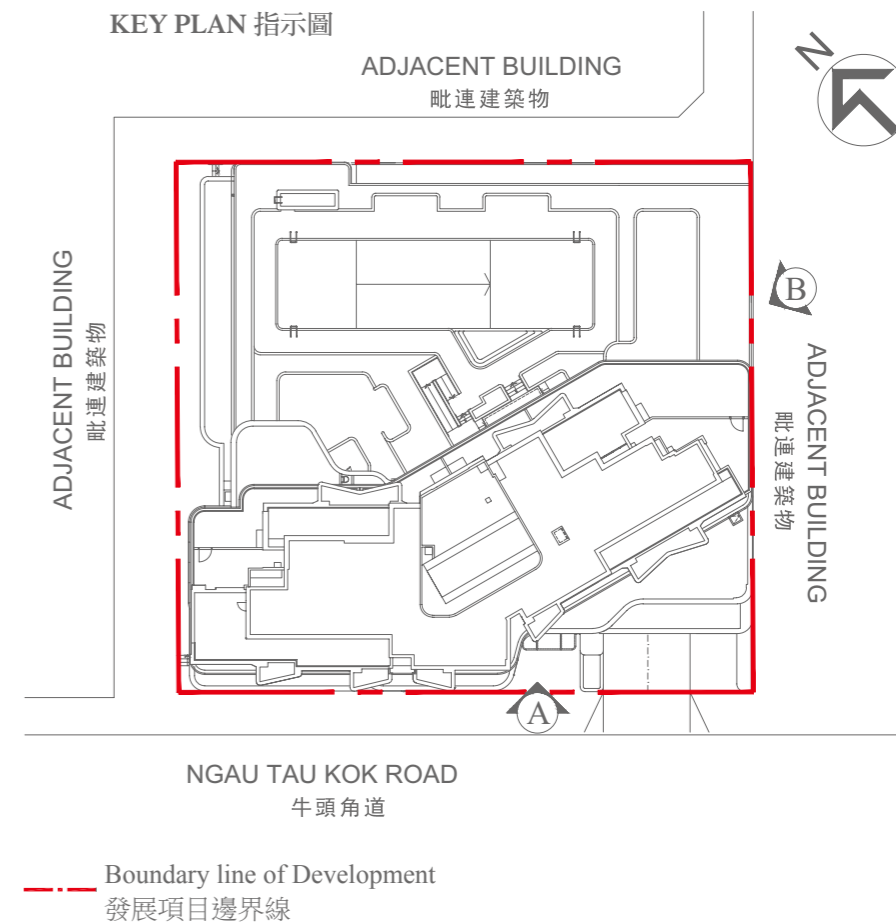 KEY PLAN 指示圖
ADJACENT BUILDING
毗連建築物
N
ADJACENT BUILDING
毗連建築物
B
ADJACENT BUILDING
毗連建築物
A
NGAU TAU KOK ROAD
牛頭角道
Boundary line of Development
發展項目邊界線